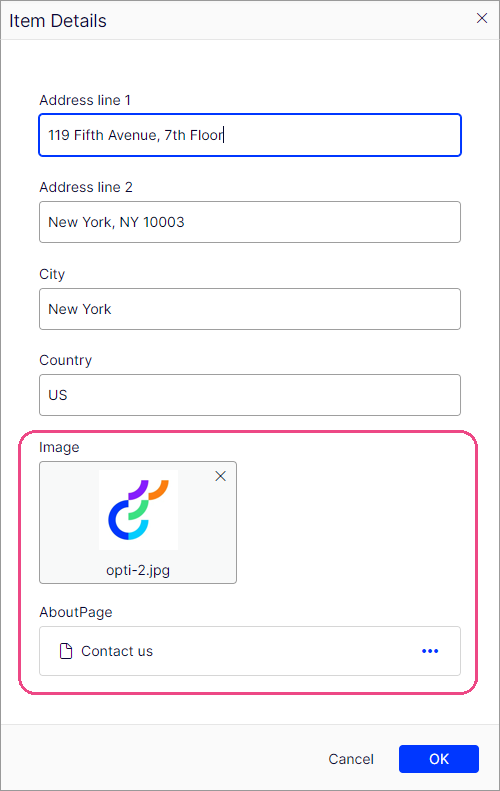 Item Details
Address line 1
119 Fifth Avenue, 7th Floor
Address line 2
New York, NY 10003
City
New York
Country
US
Image
opti-2.jpg
AboutPage
Contact us
Cancel OK